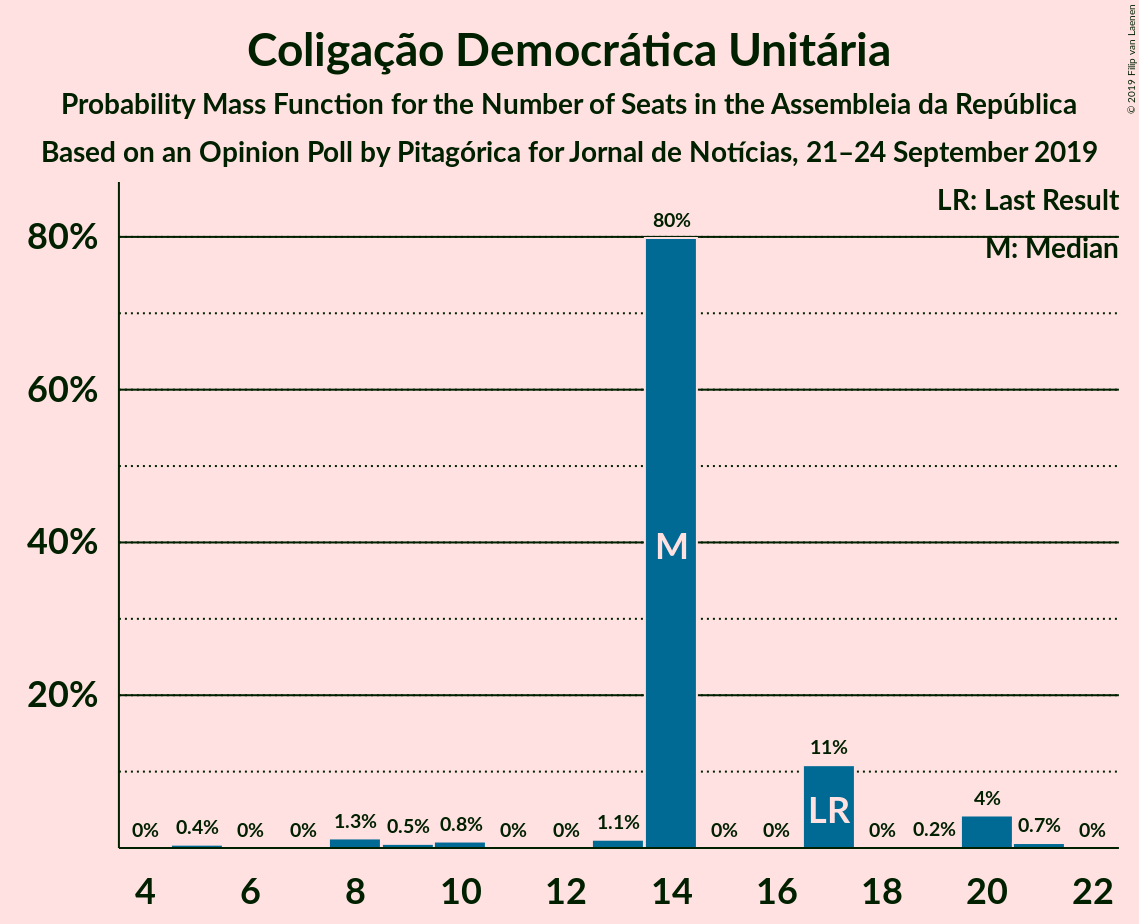 Coligação Democrática Unitária
Probability Mass Function for the Number of Seats in the Assembleia da República
Based on an Opinion Poll by Pitagórica for Jornal de Notícias, 21–24 September 2019
© 2019 Filip van Laenen
LR: Last Result
M: Median
80%
60%
40%
20%
0%
0.4%
0%
0%
1.3%
0.5%
0.8%
0%
0%
1.1%
80%
0%
0%
11%
0%
0.2%
4%
0.7%
0%
M
LR
4 6 8 10 12 14 16 18 20 22